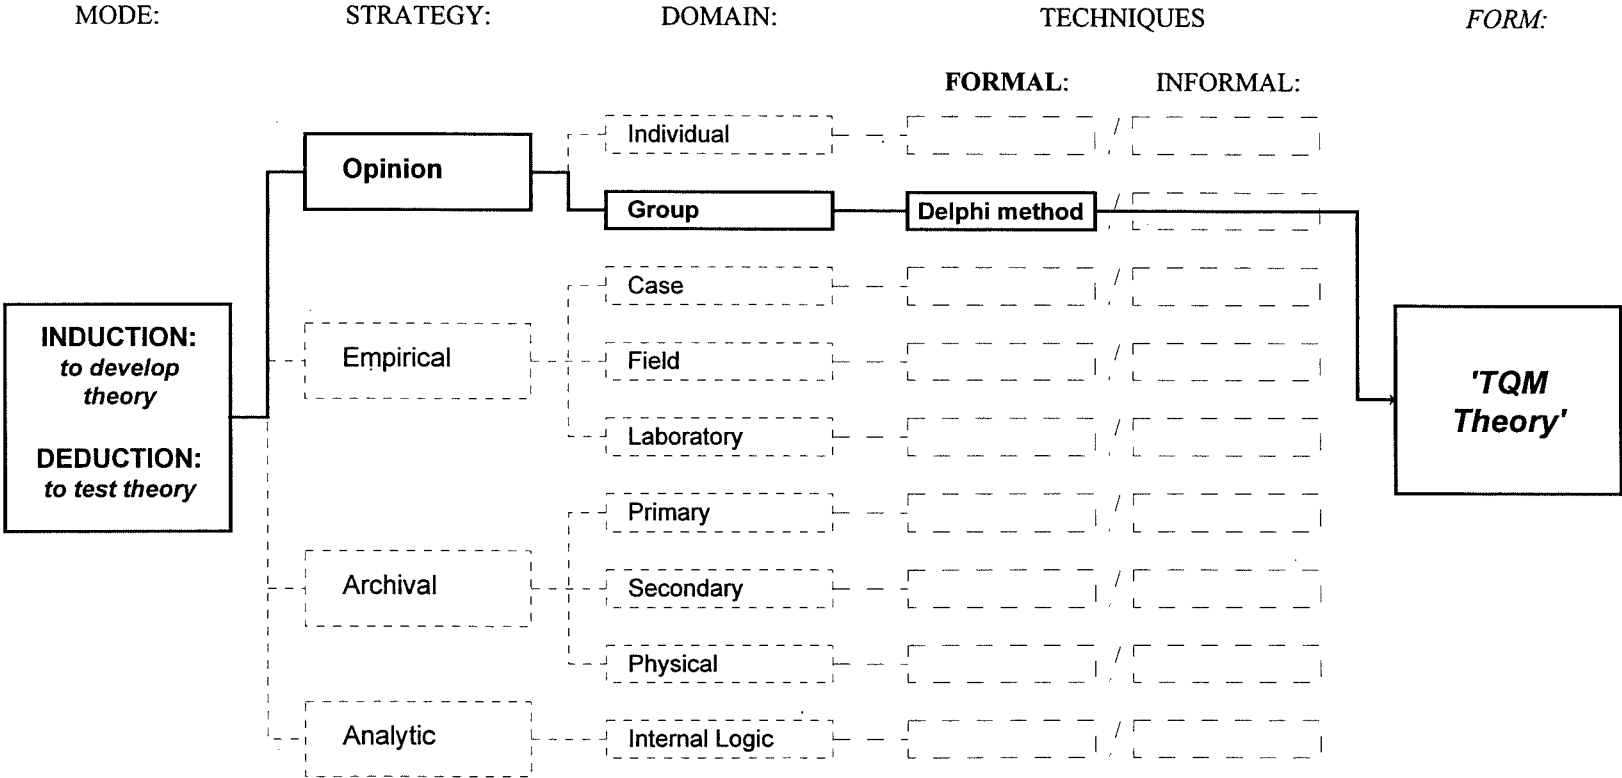 MODE: STRATEGY: DOMAIN: TECHNIQUES FORM:
FORMAL: INFORMAL:
Individual
Opinion
Group Delphi method
Case
INDUCTION:
to develop
theory
Empirical
Field
'TQM
Theory'
Laboratory
DEDUCTION:
to test theory
Primary
Archival
Secondary
Physical
Analytic
Internal Logic